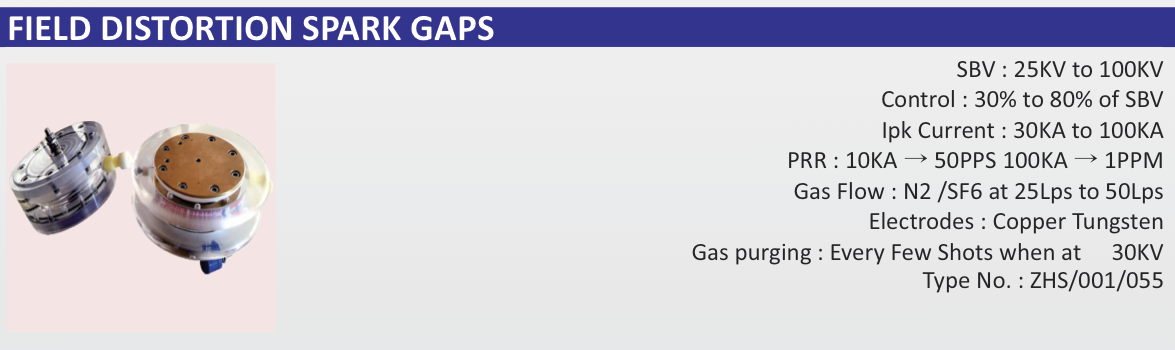 FIELD DISTORTION SPARK GAPS
SBV : 25KV to 100KV
Control : 30% to 80% of SBV
Ipk Current : 30KA to 100KA
PRR : 10KA → 50PPS 100KA → 1PPM
Gas Flow : N2 /SF6 at 25Lps to 50Lps
Electrodes : Copper Tungsten
Gas purging : Every Few Shots when at 30KV
Type No. : ZHS/001/055